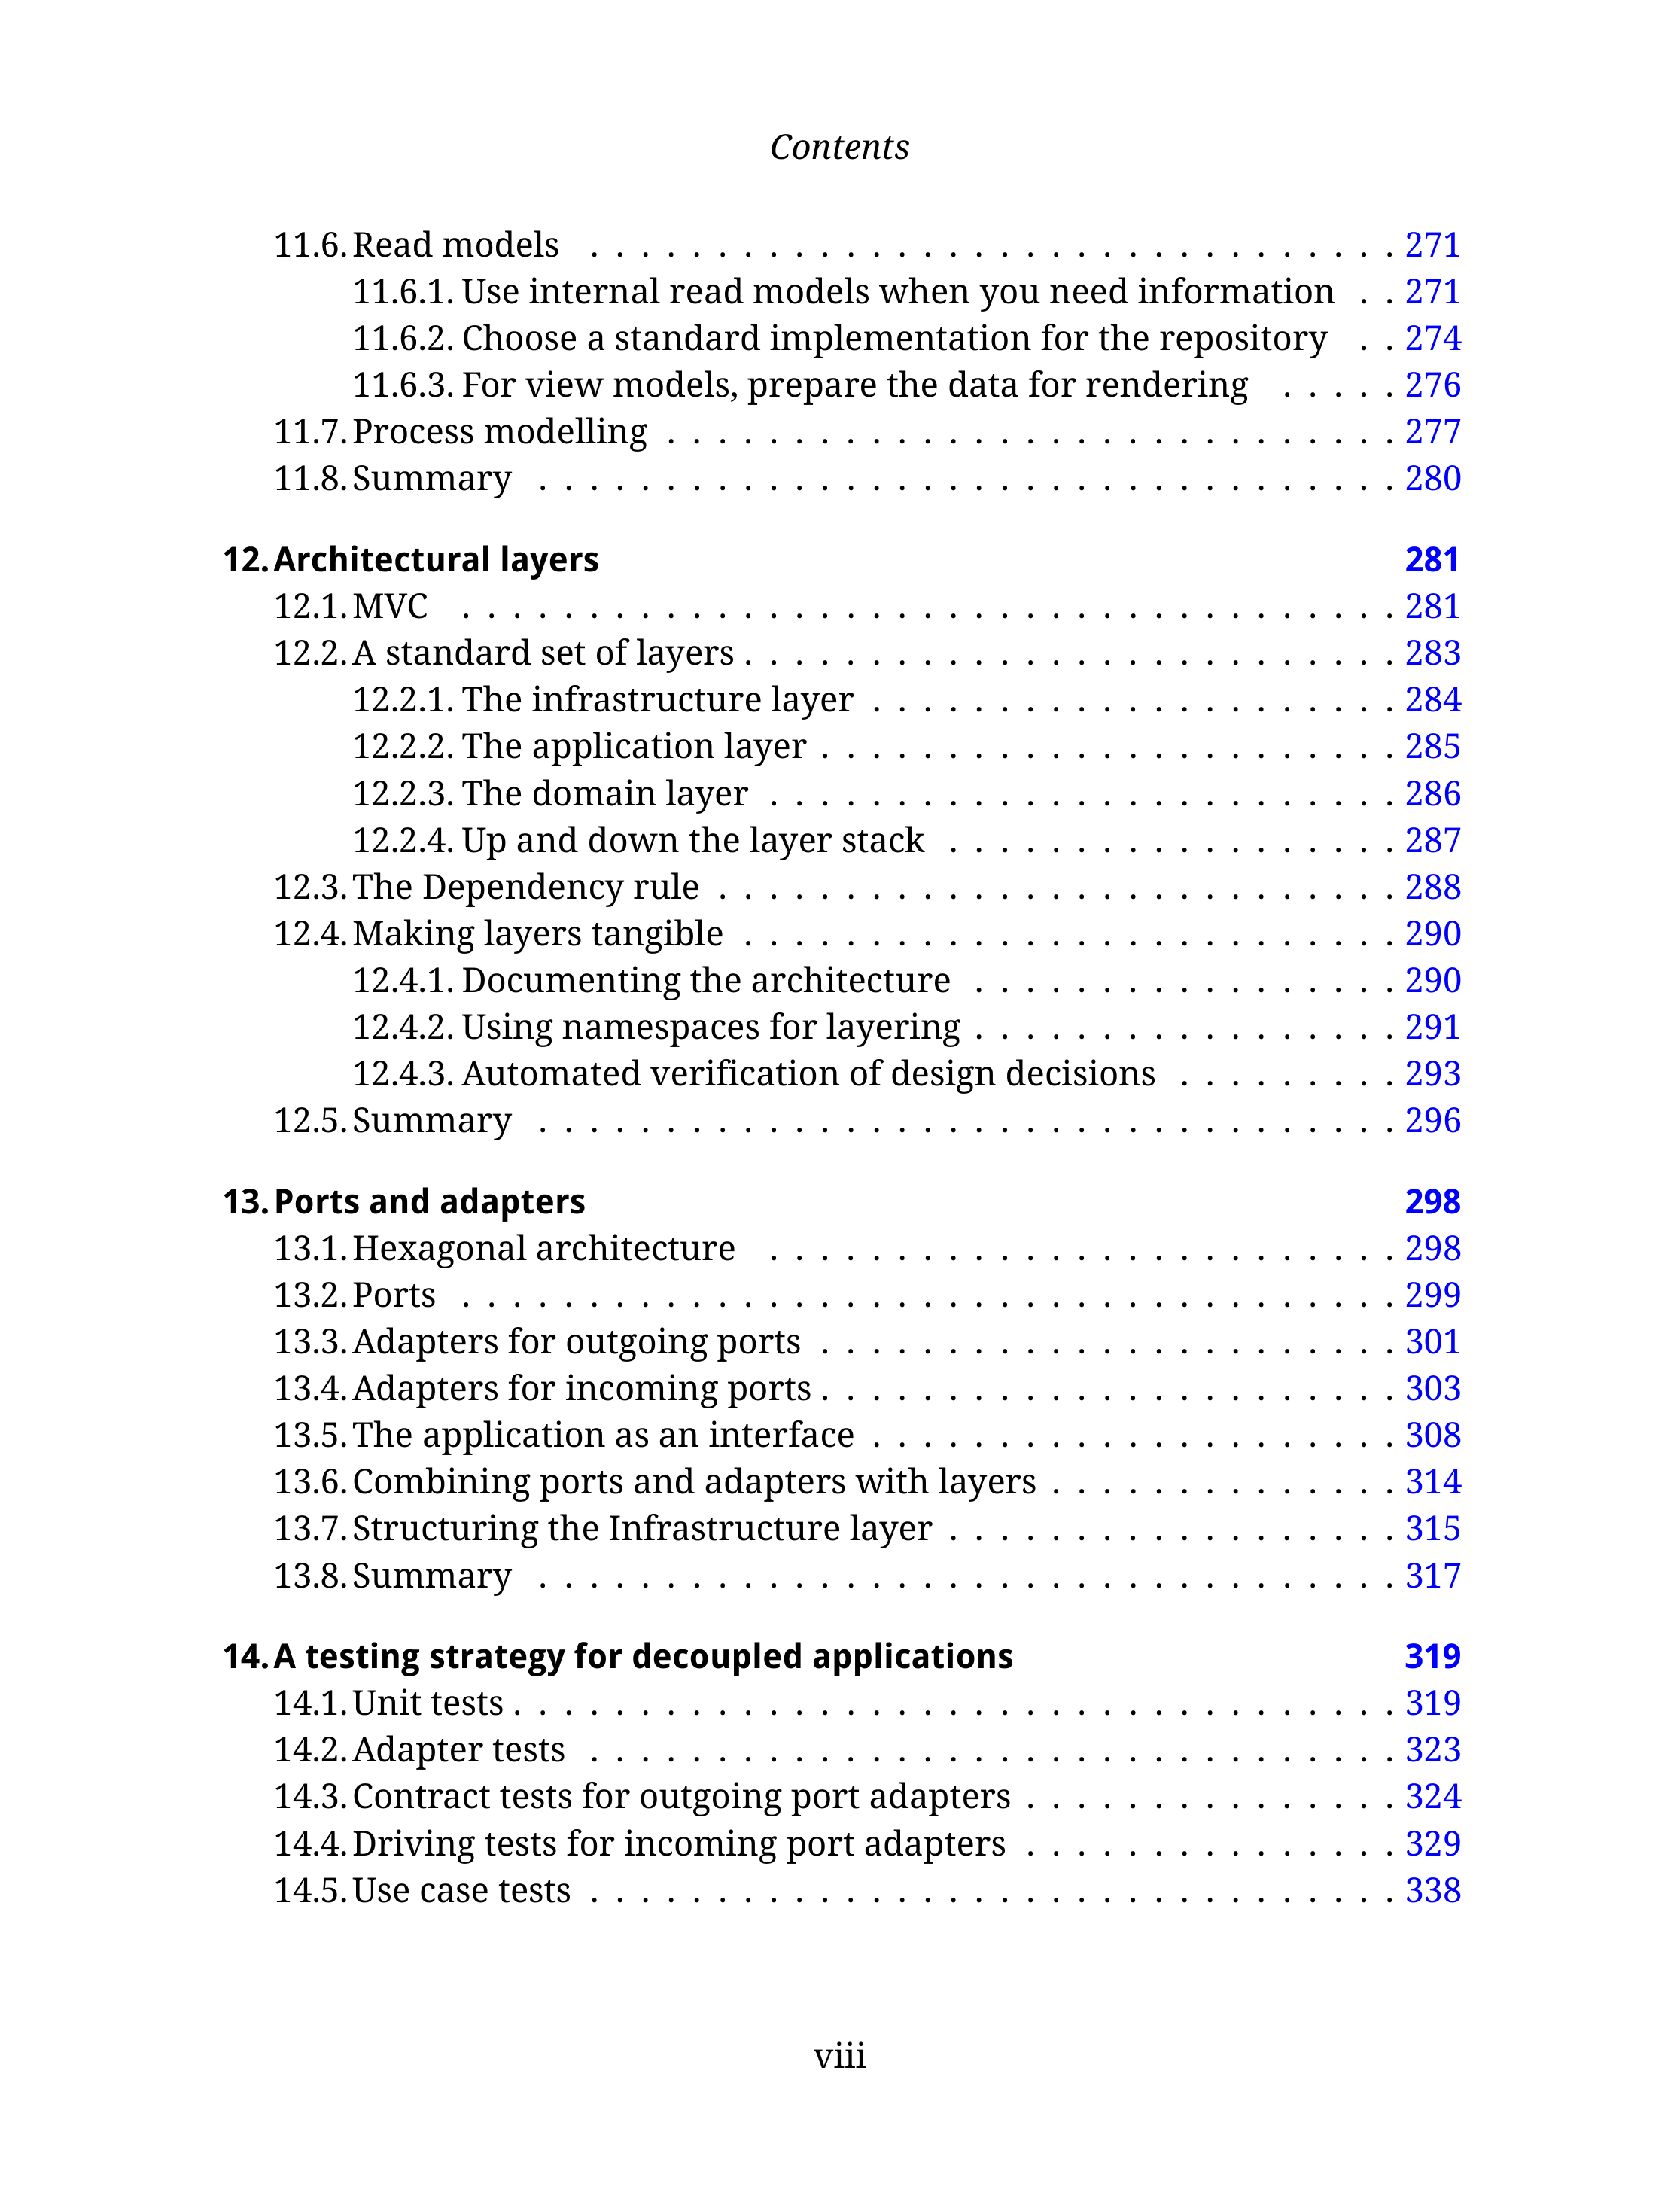 Contents
11.6. Read models . . . . . . . . . . . . . . . . . . . . . . . . . . . . . . . . 271
11.6.1. Use internal read models when you need information . . 271
11.6.2. Choose a standard implementation for the repository . . 274
11.6.3. For view models, prepare the data for rendering . . . . . 276
11.7. Process modelling . . . . . . . . . . . . . . . . . . . . . . . . . . . . . 277
11.8. Summary . . . . . . . . . . . . . . . . . . . . . . . . . . . . . . . . . . 280
12. Architectural layers 281
12.1. MVC . . . . . . . . . . . . . . . . . . . . . . . . . . . . . . . . . . . . . 281
12.2. A standard set of layers . . . . . . . . . . . . . . . . . . . . . . . . . . 283
12.2.1. The infrastructure layer . . . . . . . . . . . . . . . . . . . . . 284
12.2.2. The application layer . . . . . . . . . . . . . . . . . . . . . . . 285
12.2.3. The domain layer . . . . . . . . . . . . . . . . . . . . . . . . . 286
12.2.4. Up and down the layer stack . . . . . . . . . . . . . . . . . . 287
12.3. The Dependency rule . . . . . . . . . . . . . . . . . . . . . . . . . . . 288
12.4. Making layers tangible . . . . . . . . . . . . . . . . . . . . . . . . . . 290
12.4.1. Documenting the architecture . . . . . . . . . . . . . . . . . 290
12.4.2. Using namespaces for layering . . . . . . . . . . . . . . . . . 291
12.4.3. Automated verification of design decisions . . . . . . . . . 293
12.5. Summary . . . . . . . . . . . . . . . . . . . . . . . . . . . . . . . . . . 296
13. Ports and adapters 298
13.1. Hexagonal architecture . . . . . . . . . . . . . . . . . . . . . . . . . 298
13.2. Ports . . . . . . . . . . . . . . . . . . . . . . . . . . . . . . . . . . . . . 299
13.3. Adapters for outgoing ports . . . . . . . . . . . . . . . . . . . . . . . 301
13.4. Adapters for incoming ports . . . . . . . . . . . . . . . . . . . . . . . 303
13.5. The application as an interface . . . . . . . . . . . . . . . . . . . . . 308
13.6. Combining ports and adapters with layers . . . . . . . . . . . . . . 314
13.7. Structuring the Infrastructure layer . . . . . . . . . . . . . . . . . . 315
13.8. Summary . . . . . . . . . . . . . . . . . . . . . . . . . . . . . . . . . . 317
14. A testing strategy for decoupled applications 319
14.1. Unit tests . . . . . . . . . . . . . . . . . . . . . . . . . . . . . . . . . . . 319
14.2. Adapter tests . . . . . . . . . . . . . . . . . . . . . . . . . . . . . . . . 323
14.3. Contract tests for outgoing port adapters . . . . . . . . . . . . . . . 324
14.4. Driving tests for incoming port adapters . . . . . . . . . . . . . . . 329
14.5. Use case tests . . . . . . . . . . . . . . . . . . . . . . . . . . . . . . . . 338
viii